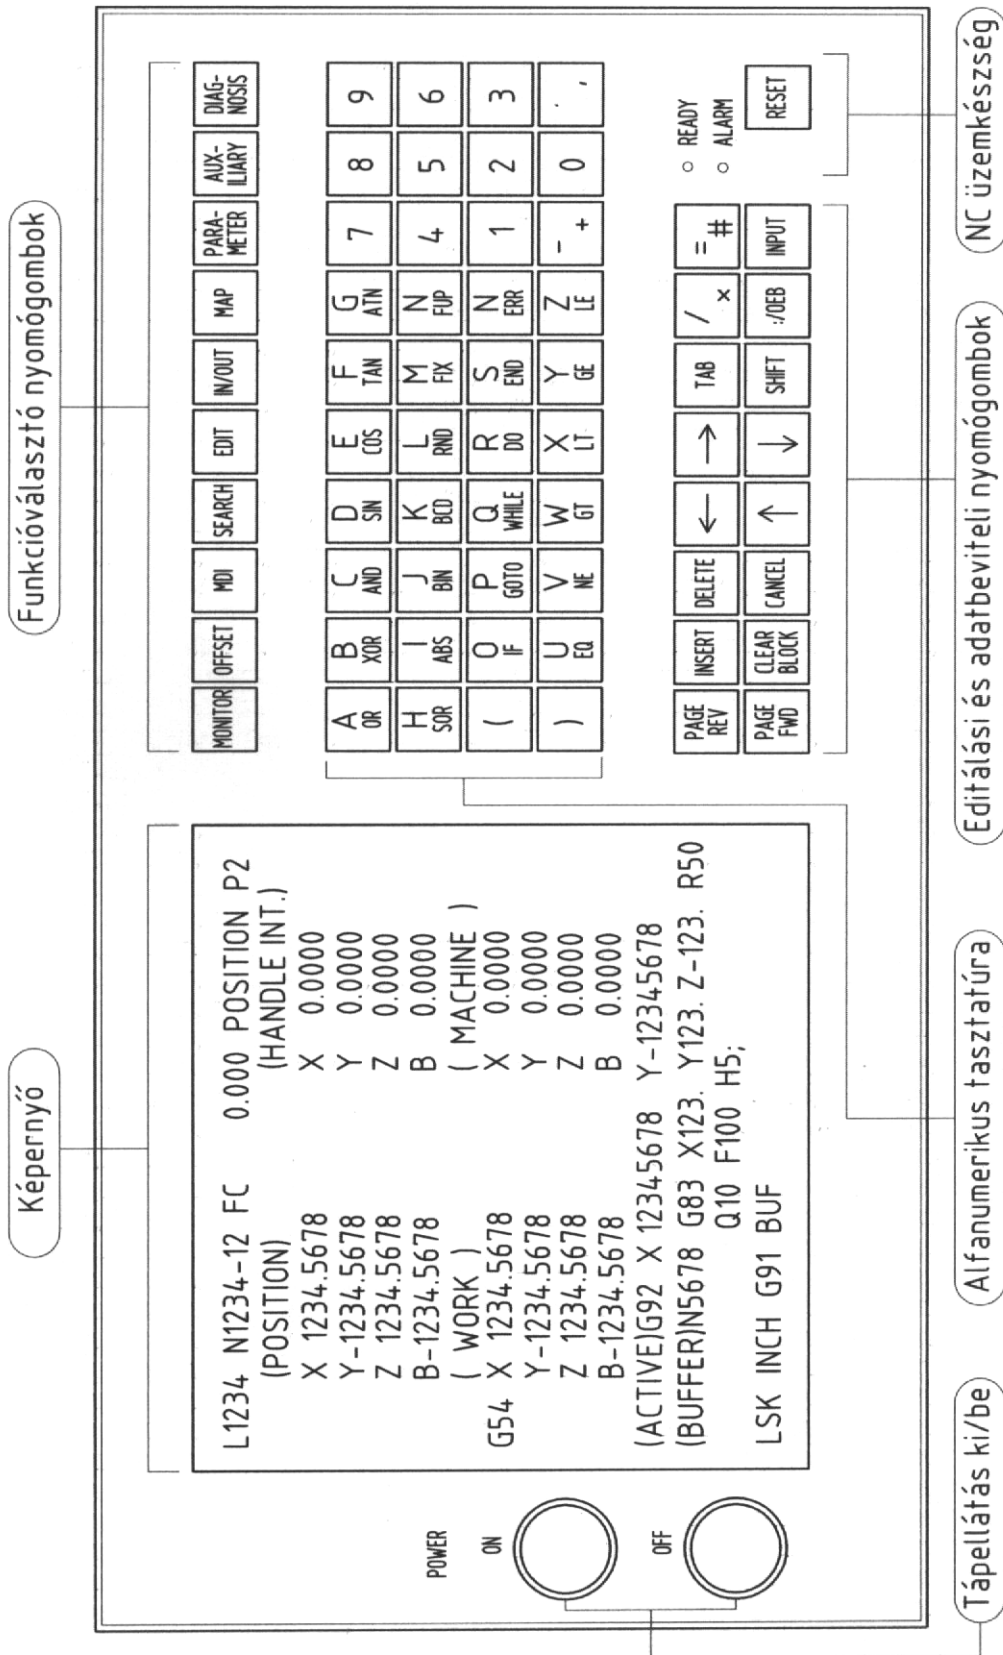 Képernyő
Funkcióválasztó nyomógombok
L1234 N1234-12 FC 0.000 POSITION P2
(POSITION) (HANDLE INT.)
X 1234.5678 X 0.0000
Y-1234.5678 Y 0.0000
Z 1234.5678 Z 0.0000
B-1234.5678 B 0.0000
( WORK ) ( MACHINE )
G54 X 1234.5678 X 0.0000
Y-1234.5678 Y 0.0000
Z 1234.5678 Z 0.0000
B-1234.5678 B 0.0000
(ACTIVE)G92 X 12345678 Y-12345678
(BUFFER)N5678 G83 X123. Y123. Z-123. R50
Q10 F100 H5;
LSK INCH G91 BUF
POWER
ON
OFF
MONITOR OFFSET MDI SEARCH EDIT IN/OUT MAP PARA-METER AUX-ILIARY DIAG-NOSIS
A B C D E F G 7 8 9
OR XOR AND SIN COS TAN ATN
H I J K L M N 4 5 6
SOR ABS BIN BCD RND FIX FUP
( O P Q R S N 1 2 3
IF GOTO WHILE DO END ERR
) U V W X Y Z - + 0 . ,
EQ NE GT LT GE LE
PAGE REV INSERT DELETE ← → TAB / × = #
PAGE FWD CLEAR BLOCK CANCEL ↑ ↓ SHIFT :/OEB INPUT
○ READY
○ ALARM
RESET
Tápellátás ki/be
Alfanumerikus tasztatúra
Editálási és adatbeviteli nyomógombok
NC üzemkészség